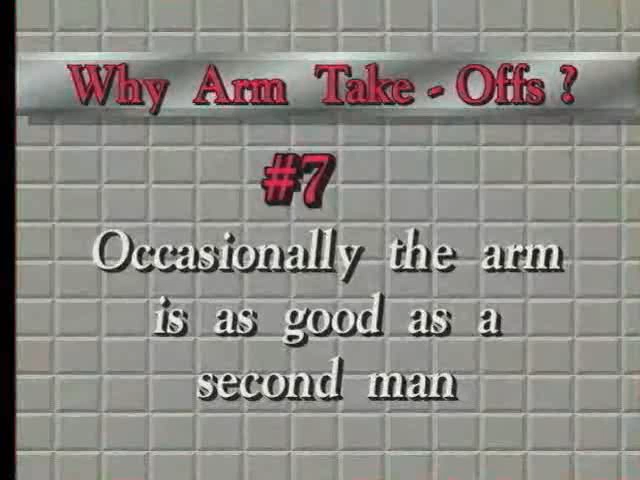 Why Arm Take - Offs ?
#7
Occasionally the arm
is as good as a
second man